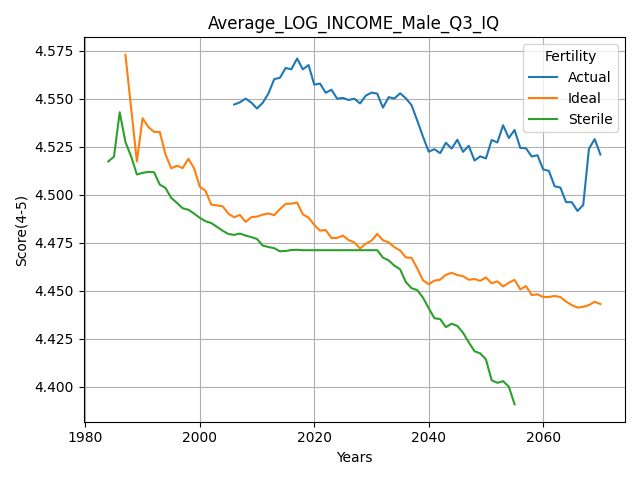 Average_LOG_INCOME_Male_Q3_IQ
Fertility
Actual
Ideal
Sterile
Score(4-5)
4.575
4.550
4.525
4.500
4.475
4.450
4.425
4.400
1980
2000
2020
2040
2060
Years